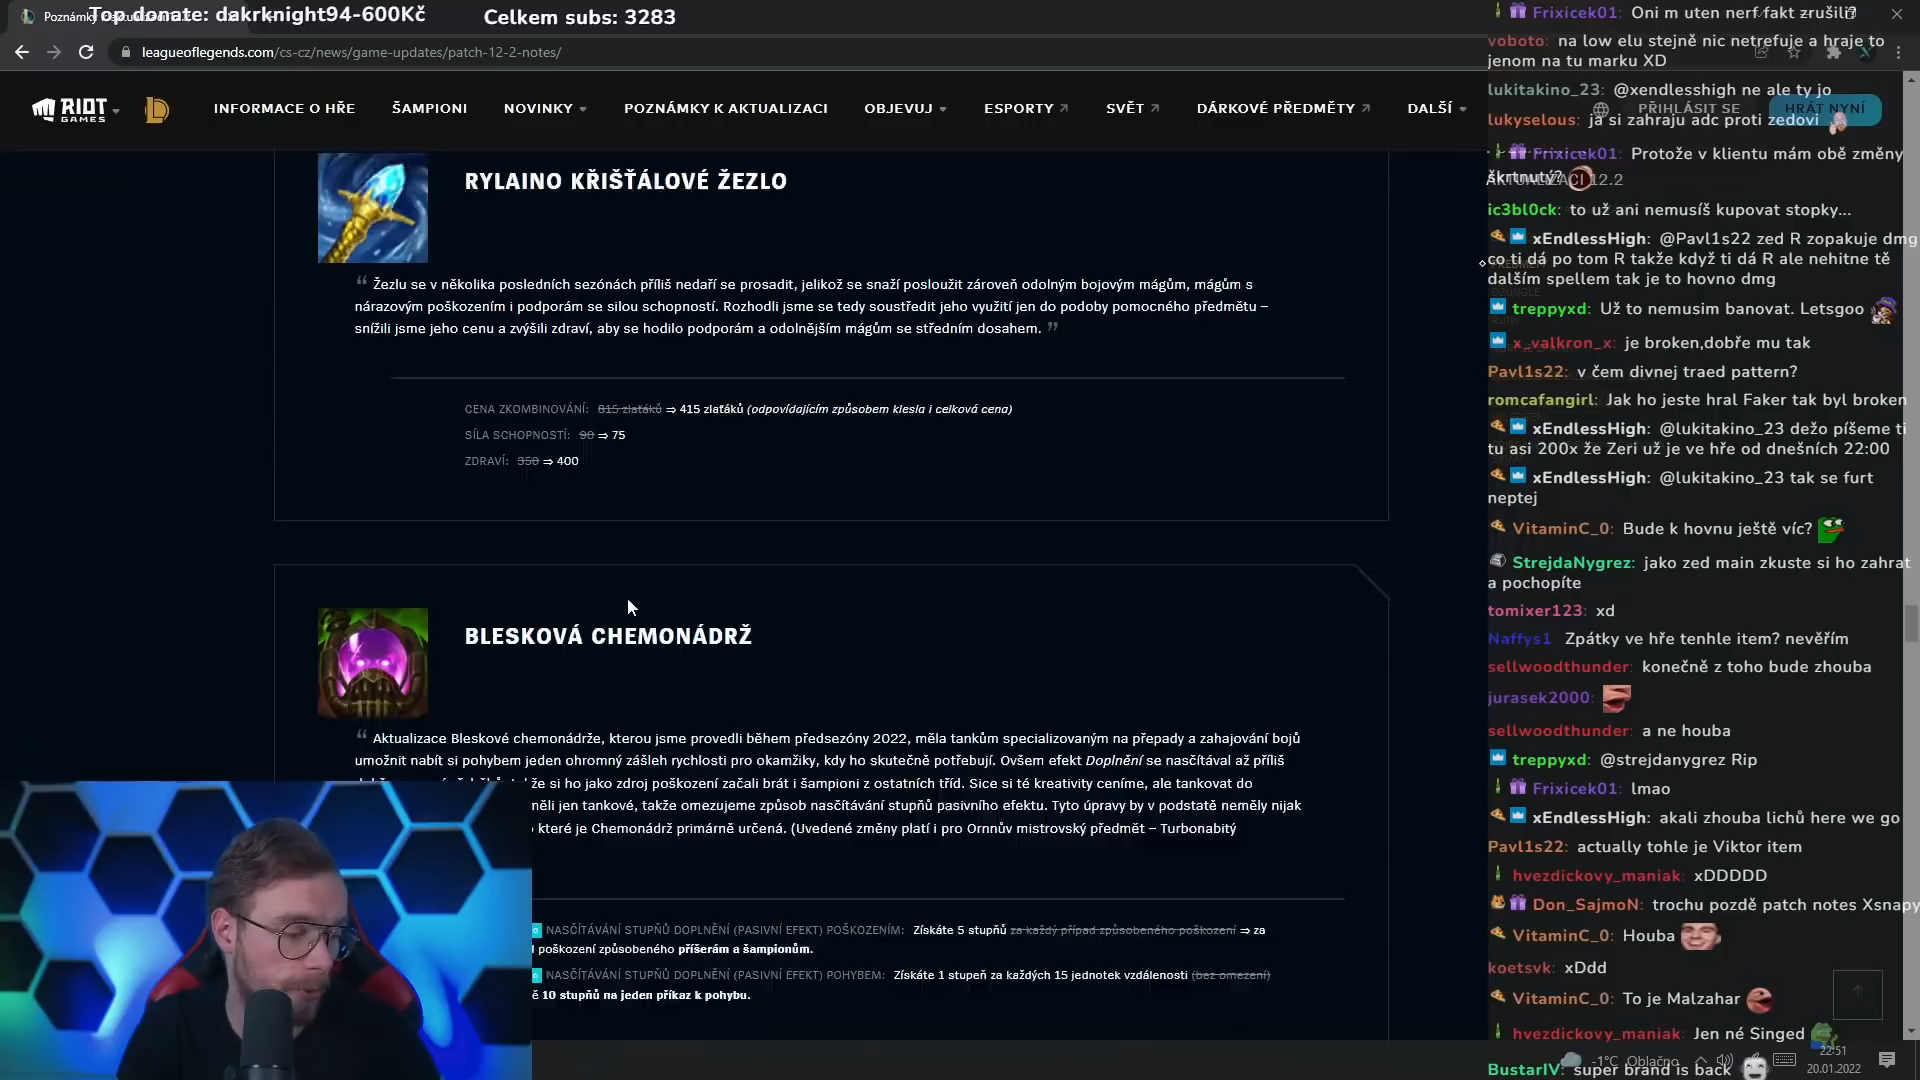 Poznámky
Top donate: dakrknight94-600Kč
Celkem subs: 3283
leagueoflegends.com/cs-cz/news/game-updates/patch-12-2-notes/
RIOT GAMES
INFORMACE O HŘE
ŠAMPIONI
NOVINKY
POZNÁMKY K AKTUALIZACI
OBJEVUJ
ESPORTY
SVĚT
DÁRKOVÉ PŘEDMĚTY
DALŠÍ
PŘIHLÁSIT SE
HRÁT NYNÍ
RYLAINO KŘIŠŤÁLOVÉ ŽEZLO
“ Žezlu se v několika posledních sezónách příliš nedaří se prosadit, jelikož se snaží posloužit zároveň odolným bojovým mágům, mágům s
nárazovým poškozením i podporám se silou schopností. Rozhodli jsme se tedy soustředit jeho využití jen do podoby pomocného předmětu –
snížili jsme jeho cenu a zvýšili zdraví, aby se hodilo podporám a odolnějším mágům se středním dosahem. ”
CENA ZKOMBINOVÁNÍ: 815 zlaťáků ⇒ 415 zlaťáků (odpovídajícím způsobem klesla i celková cena)
SÍLA SCHOPNOSTÍ: 90 ⇒ 75
ZDRAVÍ: 350 ⇒ 400
BLESKOVÁ CHEMONÁDRŽ
“ Aktualizace Bleskové chemonádrže, kterou jsme provedli během předsezóny 2022, měla tankům specializovaným na přepady a zahajování bojů
umožnit nabít si pohybem jeden ohromný zášleh rychlosti pro okamžiky, kdy ho skutečně potřebují. Ovšem efekt Doplnění se nasčítával až příliš
že si ho jako zdroj poškození začali brát i šampioni z ostatních tříd. Sice si té kreativity ceníme, ale tankovat do
měli jen tankové, takže omezujeme způsob nasčítávání stupňů pasivního efektu. Tyto úpravy by v podstatě neměly nijak
které je Chemonádrž primárně určená. (Uvedené změny platí i pro Ornnův mistrovský předmět – Turbonabitý
NASČÍTÁVÁNÍ STUPŇŮ DOPLNĚNÍ (PASIVNÍ EFEKT) POŠKOZENÍM: Získáte 5 stupňů za každý případ způsobeného poškození ⇒ za
poškození způsobeného příšerám a šampionům.
NASČÍTÁVÁNÍ STUPŇŮ DOPLNĚNÍ (PASIVNÍ EFEKT) POHYBEM: Získáte 1 stupeň za každých 15 jednotek vzdálenosti (bez omezení)
10 stupňů na jeden příkaz k pohybu.
Frixicek01: Oni m uten nerf fakt zrušili?
voboto: na low elu stejně nic netrefuje a hraje to
jenom na tu marku XD
lukitakino_23: @xendlesshigh ne ale ty jo
lukyselous: já si zahraju adc proti zedovi
Frixicek01: Protože v klientu mám obě změny
škrtnutý?
AKTUALIZACI 12.2
ic3bl0ck: to už ani nemusíš kupovat stopky...
xEndlessHigh: @Pavl1s22 zed R zopakuje dmg
co ti dá po tom R takže když ti dá R ale nehitne tě
dalším spellem tak je to hovno dmg
treppyxd: Už to nemusim banovat. Letsgoo
x_valkron_x: je broken,dobře mu tak
Pavl1s22: v čem divnej traed pattern?
romcafangirl: Jak ho jeste hral Faker tak byl broken
xEndlessHigh: @lukitakino_23 dežo píšeme ti
tu asi 200x že Zeri už je ve hře od dnešních 22:00
xEndlessHigh: @lukitakino_23 tak se furt
neptej
VitaminC_0: Bude k hovnu ještě víc?
StrejdaNygrez: jako zed main zkuste si ho zahrat
a pochopíte
tomixer123: xd
Naffys1 Zpátky ve hře tenhle item? nevěřím
sellwoodthunder: konečně z toho bude zhouba
jurasek2000:
sellwoodthunder: a ne houba
treppyxd: @strejdanygrez Rip
Frixicek01: lmao
xEndlessHigh: akali zhouba lichů here we go
Pavl1s22: actually tohle je Viktor item
hvezdickovy_maniak: xDDDDD
Don_SajmoN: trochu pozdě patch notes Xsnapy
VitaminC_0: Houba
koetsvk: xDdd
VitaminC_0: To je Malzahar
hvezdickovy_maniak: Jen né Singed
BustarIV: super brand is back
-1°C Oblačno
22:51
20.01.2022